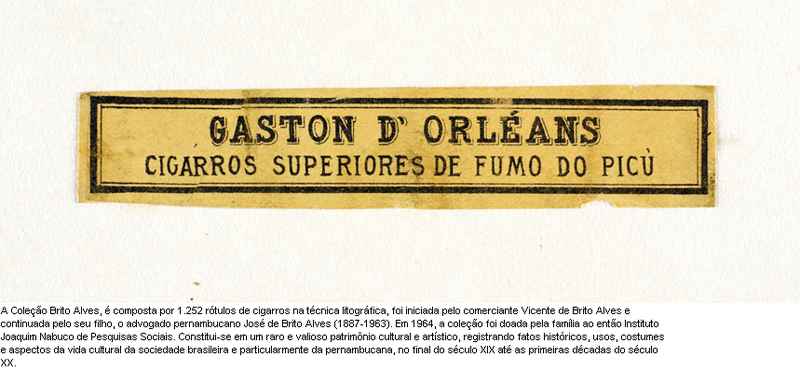 GASTON D' ORLÉANS
CIGÁRROS SUPERIORES DE FUMO DO PICÙ
A Coleção Brito Alves, é composta por 1.252 rótulos de cigarros na técnica litográfica, foi iniciada pelo comerciante Vicente de Brito Alves e
continuada pelo seu filho, o advogado pernambucano José de Brito Alves (1887-1963). Em 1964, a coleção foi doada pela família ao então Instituto
Joaquim Nabuco de Pesquisas Sociais. Constitui-se em um raro e valioso patrimônio cultural e artístico, registrando fatos históricos, usos, costumes
e aspectos da vida cultural da sociedade brasileira e particularmente da pernambucana, no final do século XIX até as primeiras décadas do século
XX.